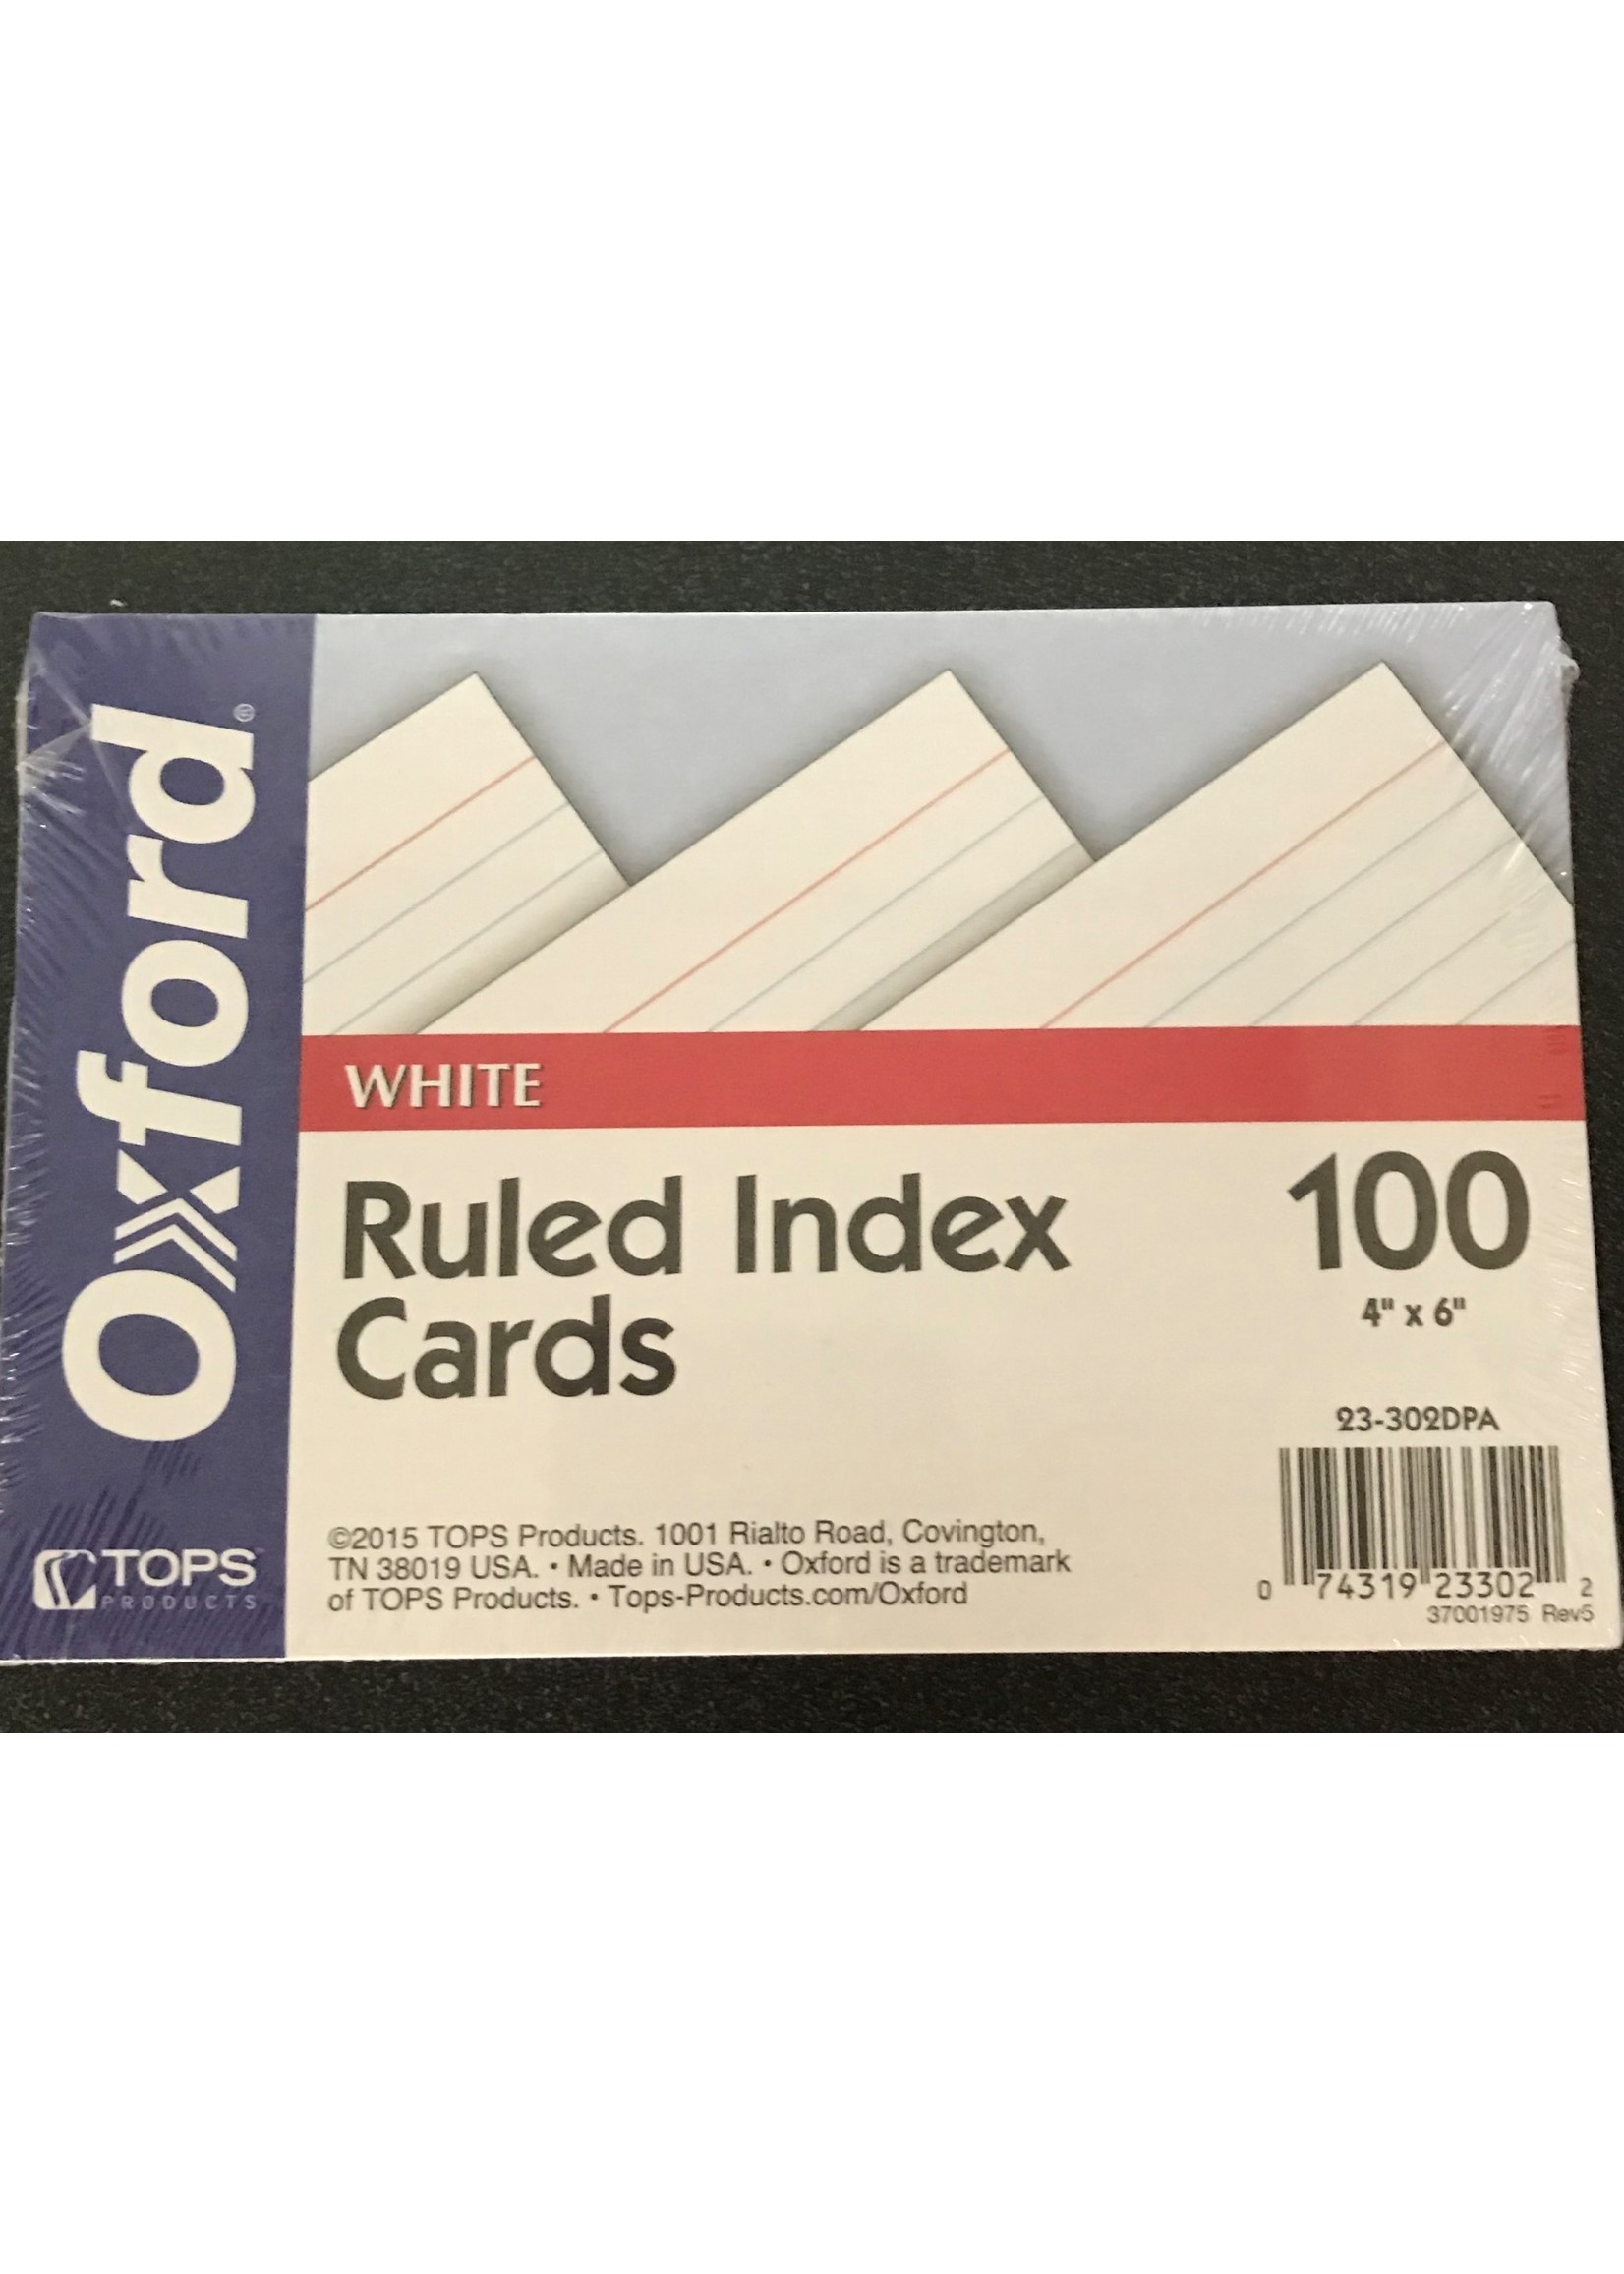 Oxford®
TOPS™
PRODUCTS
WHITE
Ruled Index
Cards
100
4" x 6"
23-302DPA
©2015 TOPS Products. 1001 Rialto Road, Covington,
TN 38019 USA. • Made in USA. • Oxford is a trademark
of TOPS Products. • Tops-Products.com/Oxford
0 74319 23302 2
37001975 Rev5